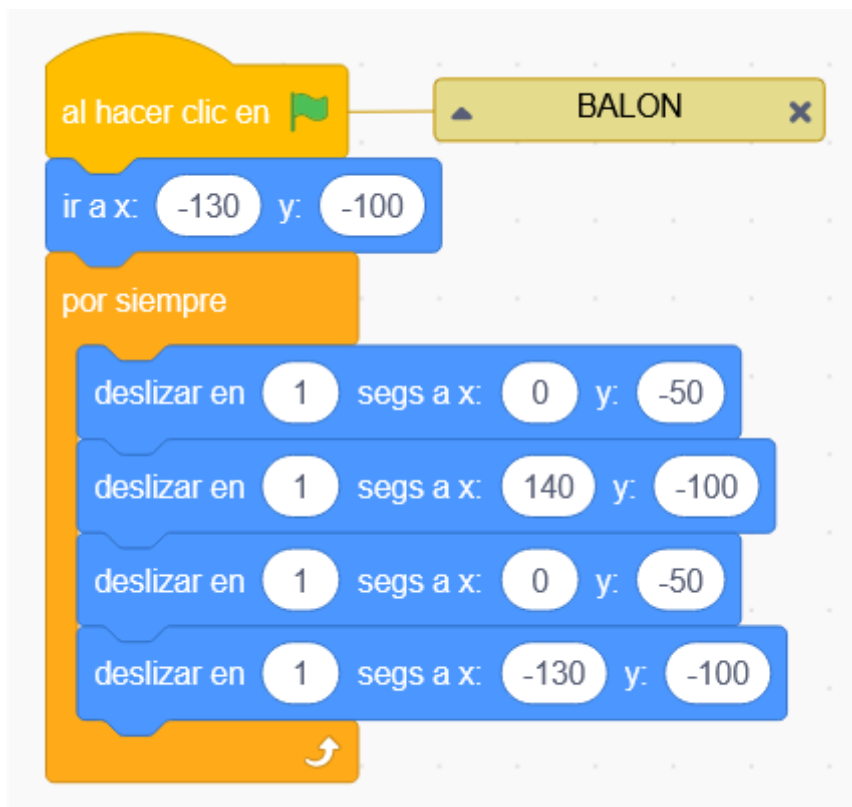 al hacer clic en
BALON
ir a x: -130 y: -100
por siempre
deslizar en 1 segs a x: 0 y: -50
deslizar en 1 segs a x: 140 y: -100
deslizar en 1 segs a x: 0 y: -50
deslizar en 1 segs a x: -130 y: -100